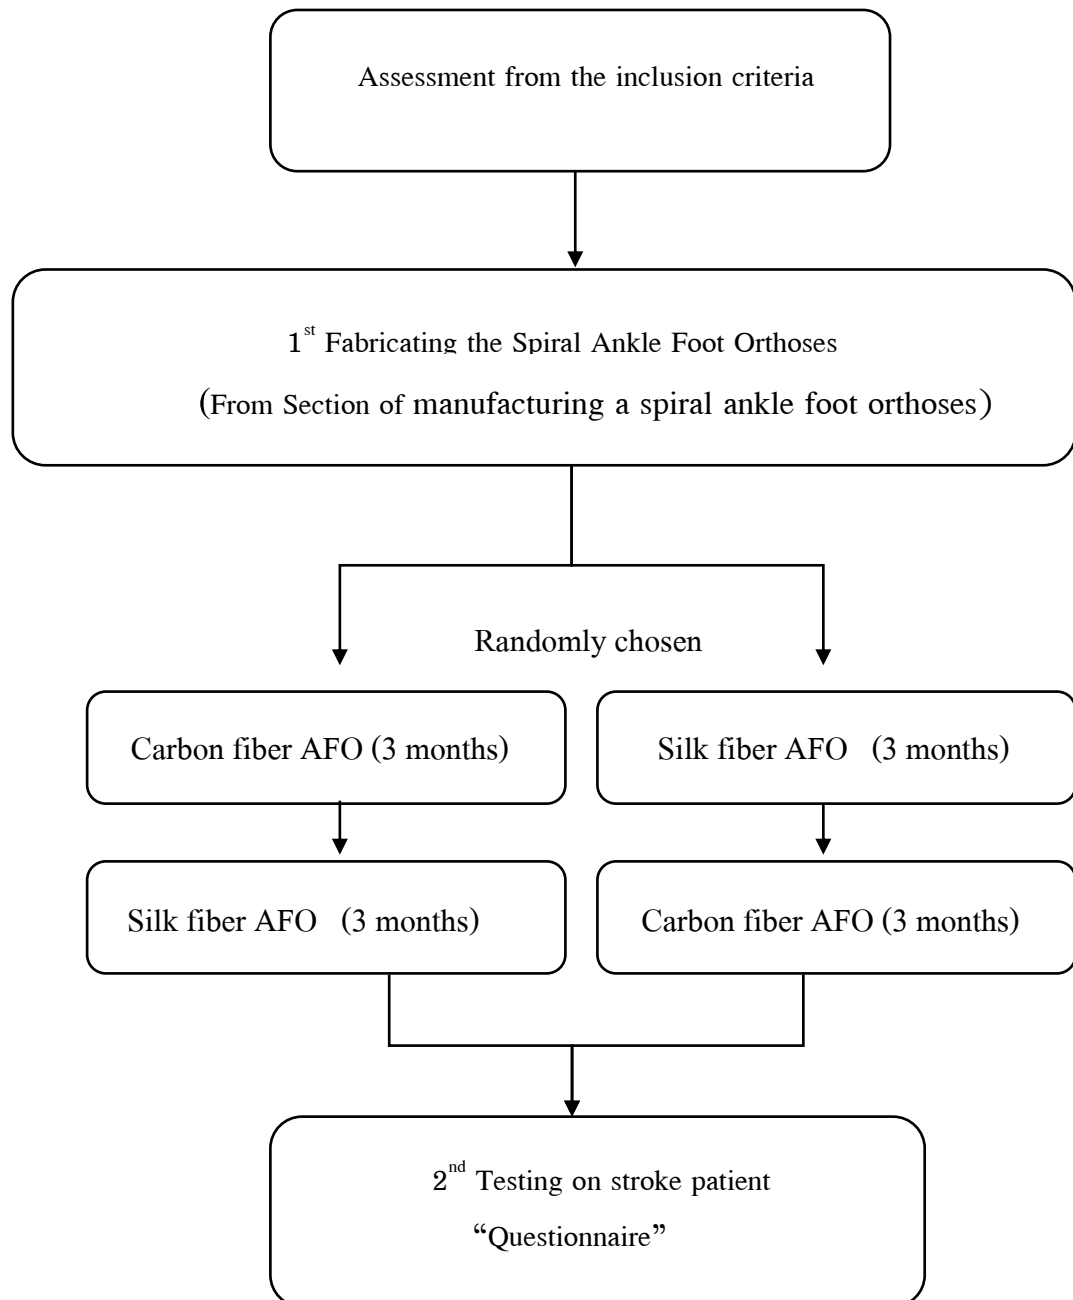 Assessment from the inclusion criteria
1st Fabricating the Spiral Ankle Foot Orthoses
(From Section of manufacturing a spiral ankle foot orthoses)
Randomly chosen
Carbon fiber AFO (3 months)
Silk fiber AFO (3 months)
Silk fiber AFO (3 months)
Carbon fiber AFO (3 months)
2nd Testing on stroke patient
“Questionnaire”